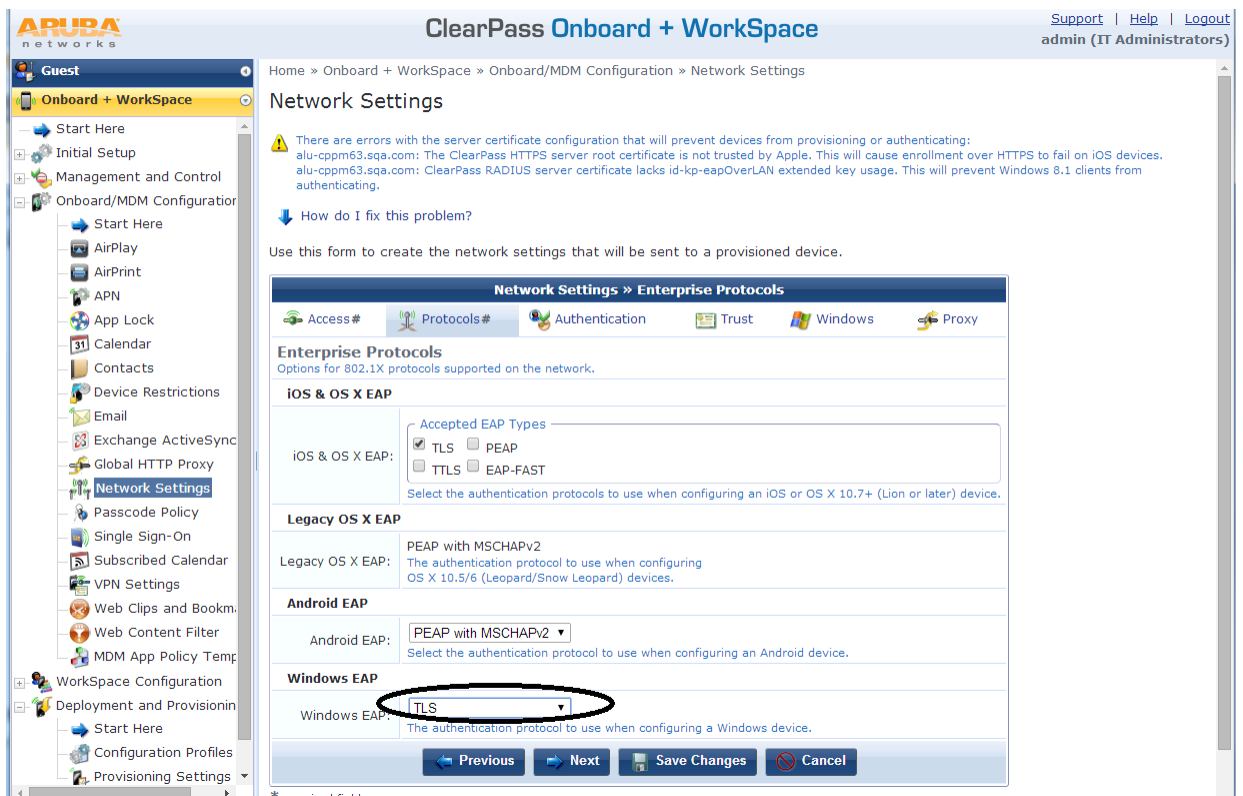 ARUBA
networks
ClearPass Onboard + WorkSpace
Support | Help | Logout
admin (IT Administrators)
Guest
Onboard + WorkSpace
Start Here
Initial Setup
Management and Control
Onboard/MDM Configuration
Start Here
AirPlay
AirPrint
APN
App Lock
31 Calendar
Contacts
Device Restrictions
Email
Exchange ActiveSync
Global HTTP Proxy
Network Settings
Passcode Policy
Single Sign-On
Subscribed Calendar
VPN Settings
Web Clips and Bookm
Web Content Filter
MDM App Policy Temp
WorkSpace Configuration
Deployment and Provisionin
Start Here
Configuration Profiles
Provisioning Settings
Home » Onboard + WorkSpace » Onboard/MDM Configuration » Network Settings
Network Settings
There are errors with the server certificate configuration that will prevent devices from provisioning or authenticating:
alu-cppm63.sqa.com: The ClearPass HTTPS server root certificate is not trusted by Apple. This will cause enrollment over HTTPS to fail on iOS devices.
alu-cppm63.sqa.com: ClearPass RADIUS server certificate lacks id-kp-eapOverLAN extended key usage. This will prevent Windows 8.1 clients from
authenticating.
How do I fix this problem?
Use this form to create the network settings that will be sent to a provisioned device.
Network Settings » Enterprise Protocols
Access# Protocols# Authentication Trust Windows Proxy
Enterprise Protocols
Options for 802.1X protocols supported on the network.
iOS & OS X EAP
Accepted EAP Types
iOS & OS X EAP:
TLS PEAP
TTLS EAP-FAST
Select the authentication protocols to use when configuring an iOS or OS X 10.7+ (Lion or later) device.
Legacy OS X EAP
Legacy OS X EAP:
PEAP with MSCHAPv2
The authentication protocol to use when configuring
OS X 10.5/6 (Leopard/Snow Leopard) devices.
Android EAP
Android EAP:
PEAP with MSCHAPv2
Select the authentication protocol to use when configuring an Android device.
Windows EAP
Windows EAP:
TLS
The authentication protocol to use when configuring a Windows device.
Previous Next Save Changes Cancel